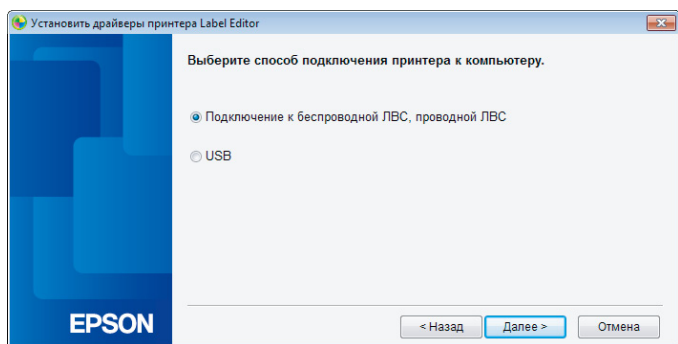 Установить драйверы принтера Label Editor
Выберите способ подключения принтера к компьютеру.
Подключение к беспроводной ЛВС, проводной ЛВС
USB
EPSON
< Назад
Далее >
Отмена